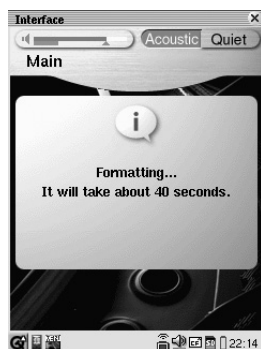 Interface
Acoustic Quiet
Main
Formatting...
It will take about 40 seconds.
22:14